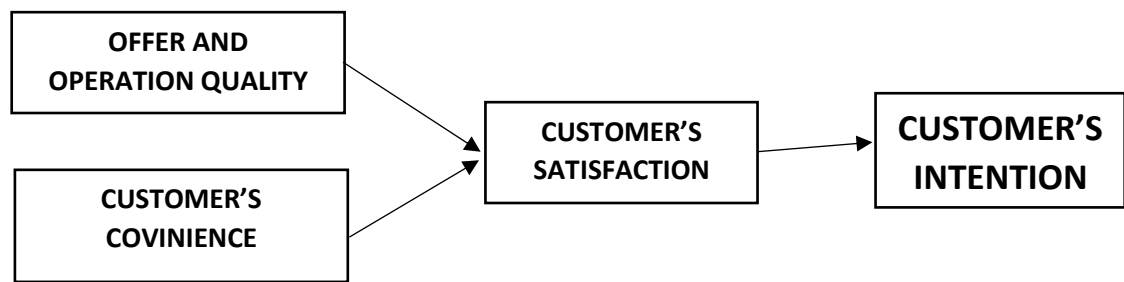 OFFER AND
OPERATION QUALITY
CUSTOMER’S
COVINIENCE
CUSTOMER’S
SATISFACTION
CUSTOMER’S
INTENTION